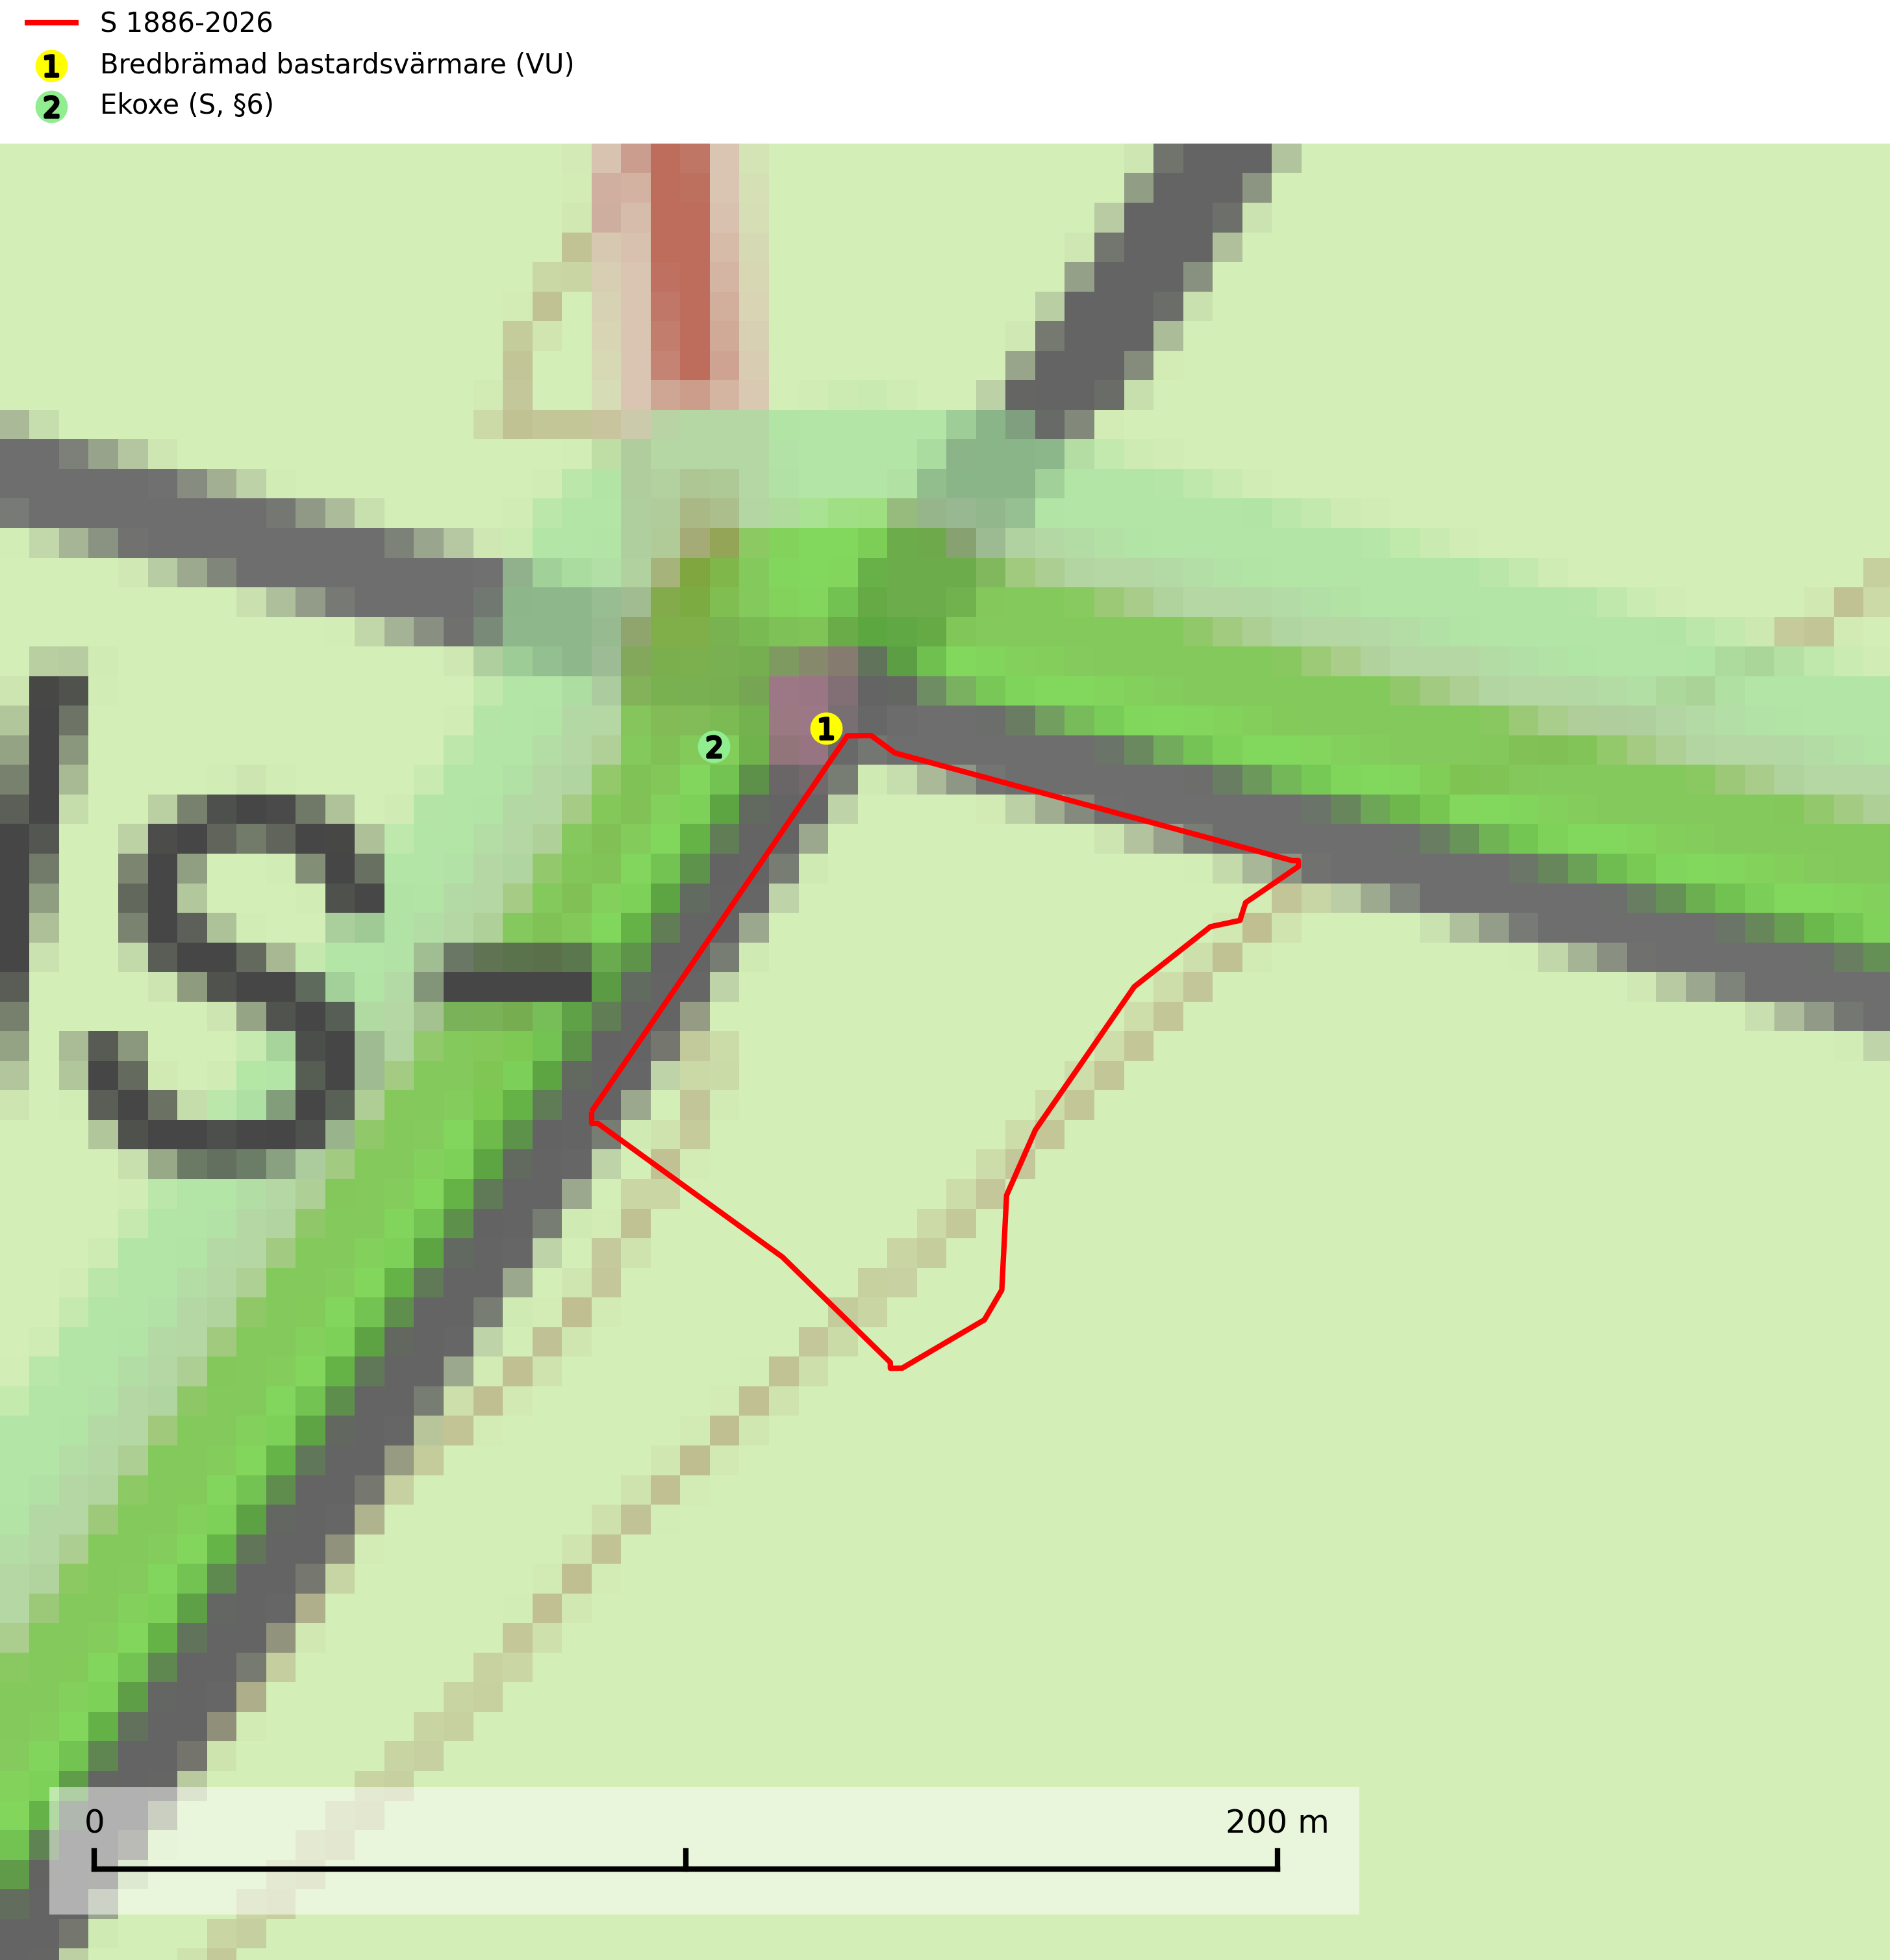 S 1886-2026
1 Bredbrämad bastardsvärmare (VU)
2 Ekoxe (S, §6)
1
2
S
0 200 m